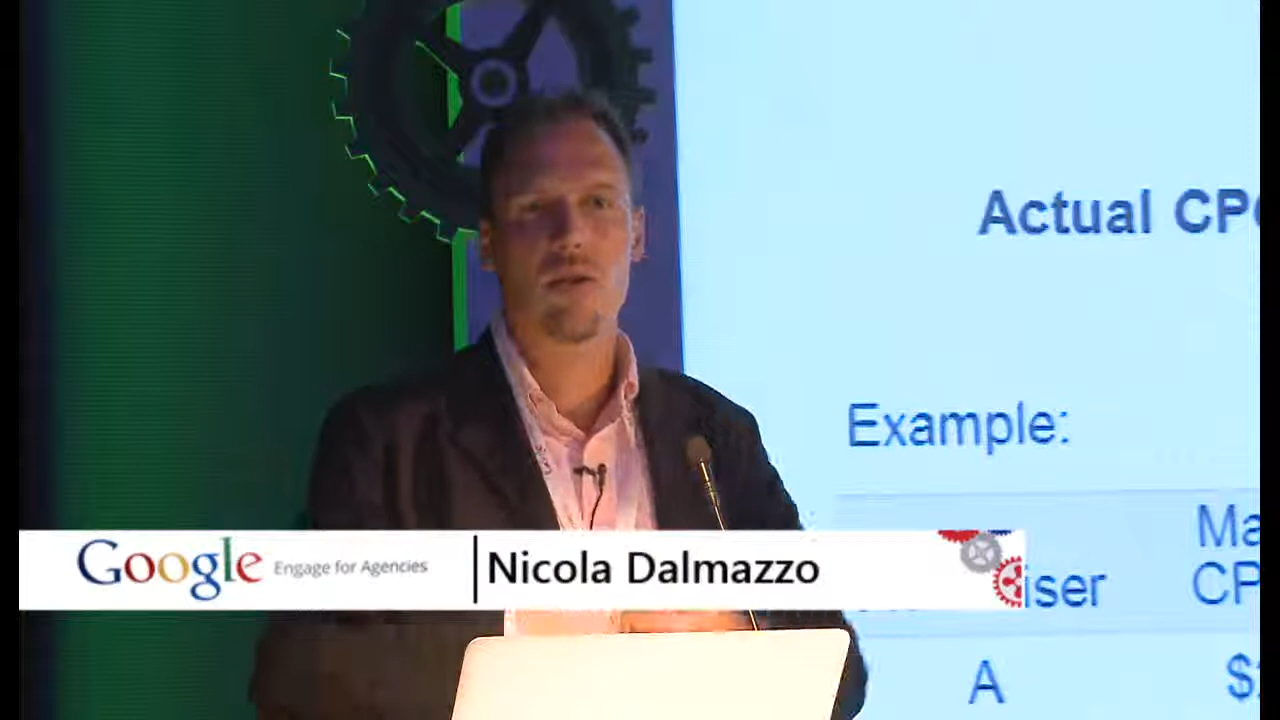 Actual CP
Example:
Ma
iser CP
A $
Google Engage for Agencies | Nicola Dalmazzo